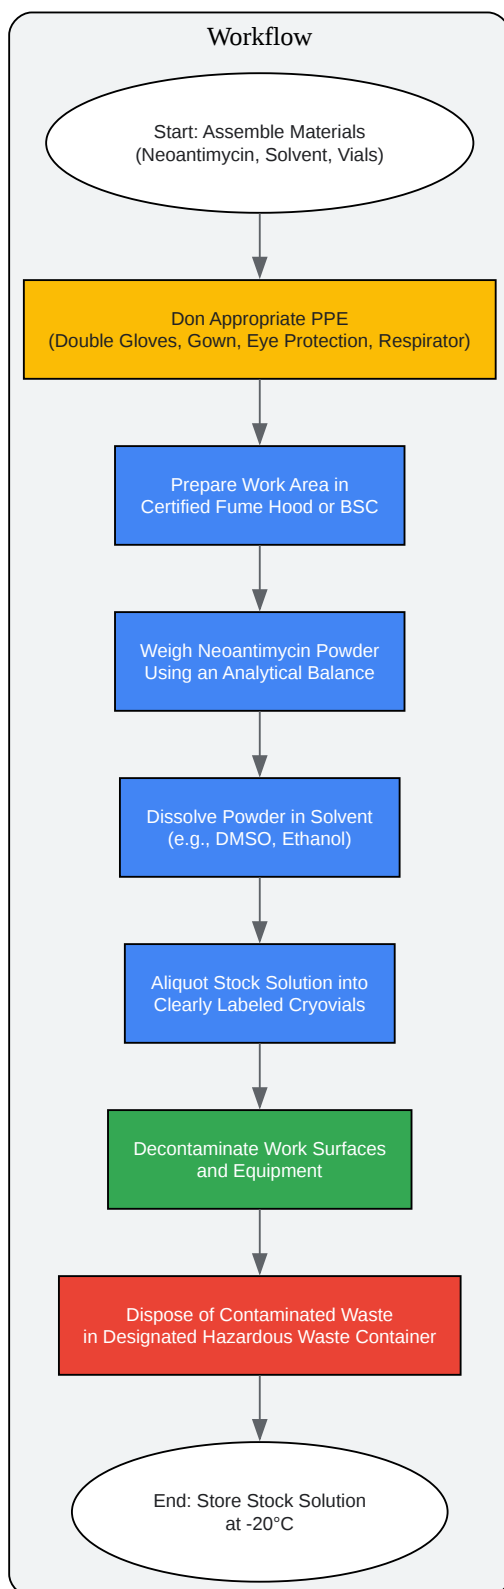 Workflow
Start: Assemble Materials
(Neoantimycin, Solvent, Vials)
Don Appropriate PPE
(Double Gloves, Gown, Eye Protection, Respirator)
Prepare Work Area in
Certified Fume Hood or BSC
Weigh Neoantimycin Powder
Using an Analytical Balance
Dissolve Powder in Solvent
(e.g., DMSO, Ethanol)
Aliquot Stock Solution into
Clearly Labeled Cryovials
Decontaminate Work Surfaces
and Equipment
Dispose of Contaminated Waste
in Designated Hazardous Waste Container
End: Store Stock Solution
at -20°C